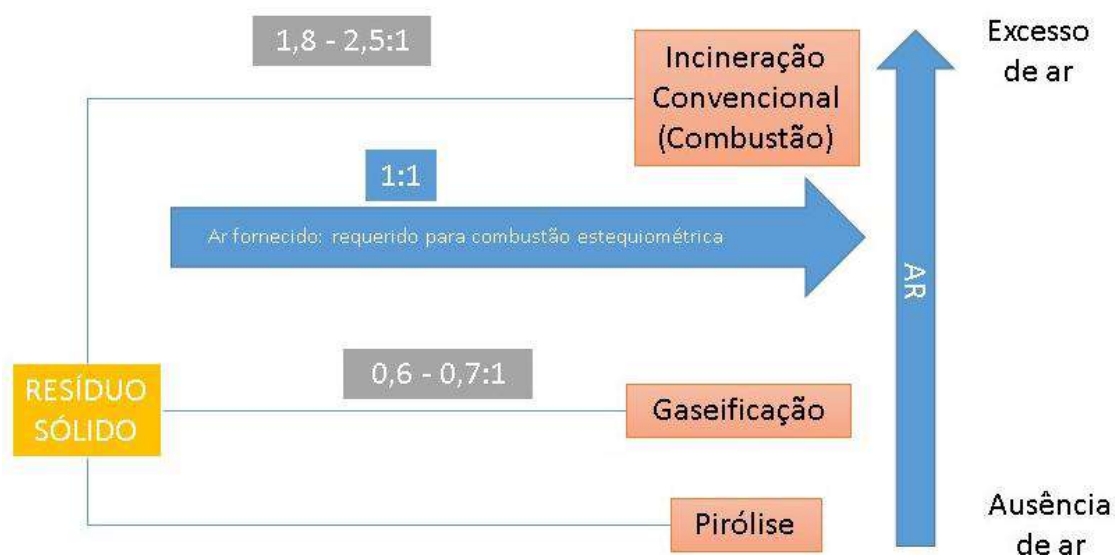 1,8 - 2,5:1
Incineração
Convencional
(Combustão)
Excesso
de ar
1:1
Ar fornecido: requerido para combustão estequiométrica
AR
0,6 - 0,7:1
RESÍDUO
SÓLIDO
Gaseificação
Pirólise
Ausência
de ar